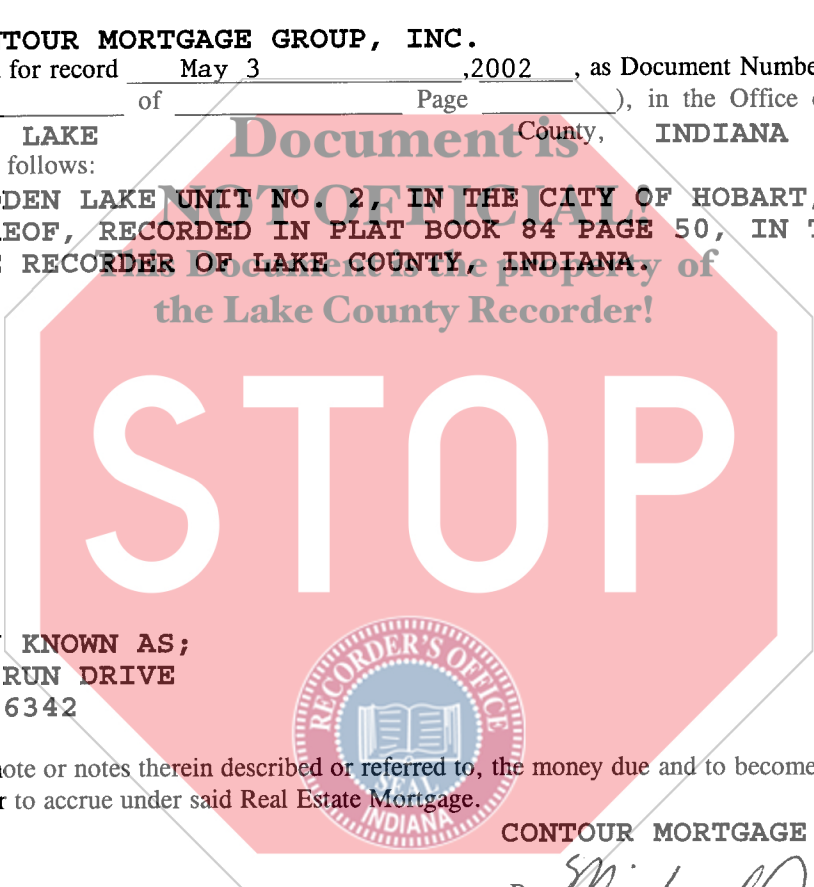 TOUR MORTGAGE GROUP, INC.
for record May 3 ,2002 , as Document Numbe
of Page ), in the Office
LAKE County, INDIANA
follows:
DEN LAKE UNIT NO. 2, IN THE CITY OF HOBART,
EOF, RECORDED IN PLAT BOOK 84 PAGE 50, IN T
RECORDER OF LAKE COUNTY, INDIANA.
Document is
NOT OFFICIAL!
This Document is the property of
the Lake County Recorder!
STOP
KNOWN AS;
RUN DRIVE
6342
RECORDER'S OFFICE
SEAL
INDIANA
note or notes therein described or referred to, the money due and to become
r to accrue under said Real Estate Mortgage.
CONTOUR MORTGAGE